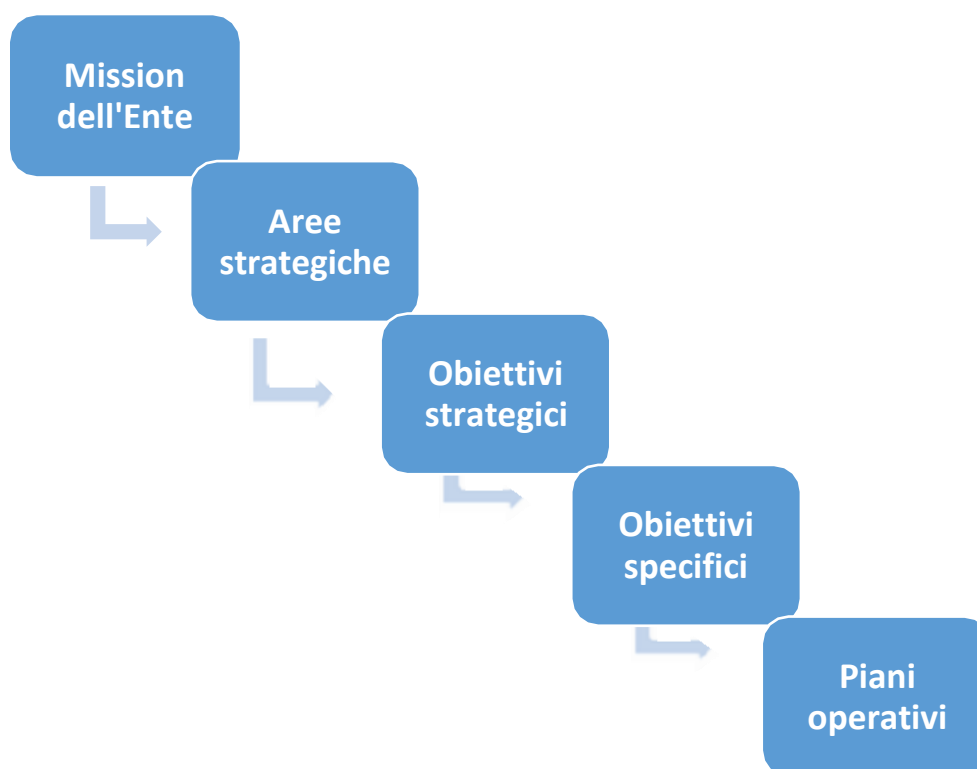 Mission
dell'Ente
Aree
strategiche
Obiettivi
strategici
Obiettivi
specifici
Piani
operativi